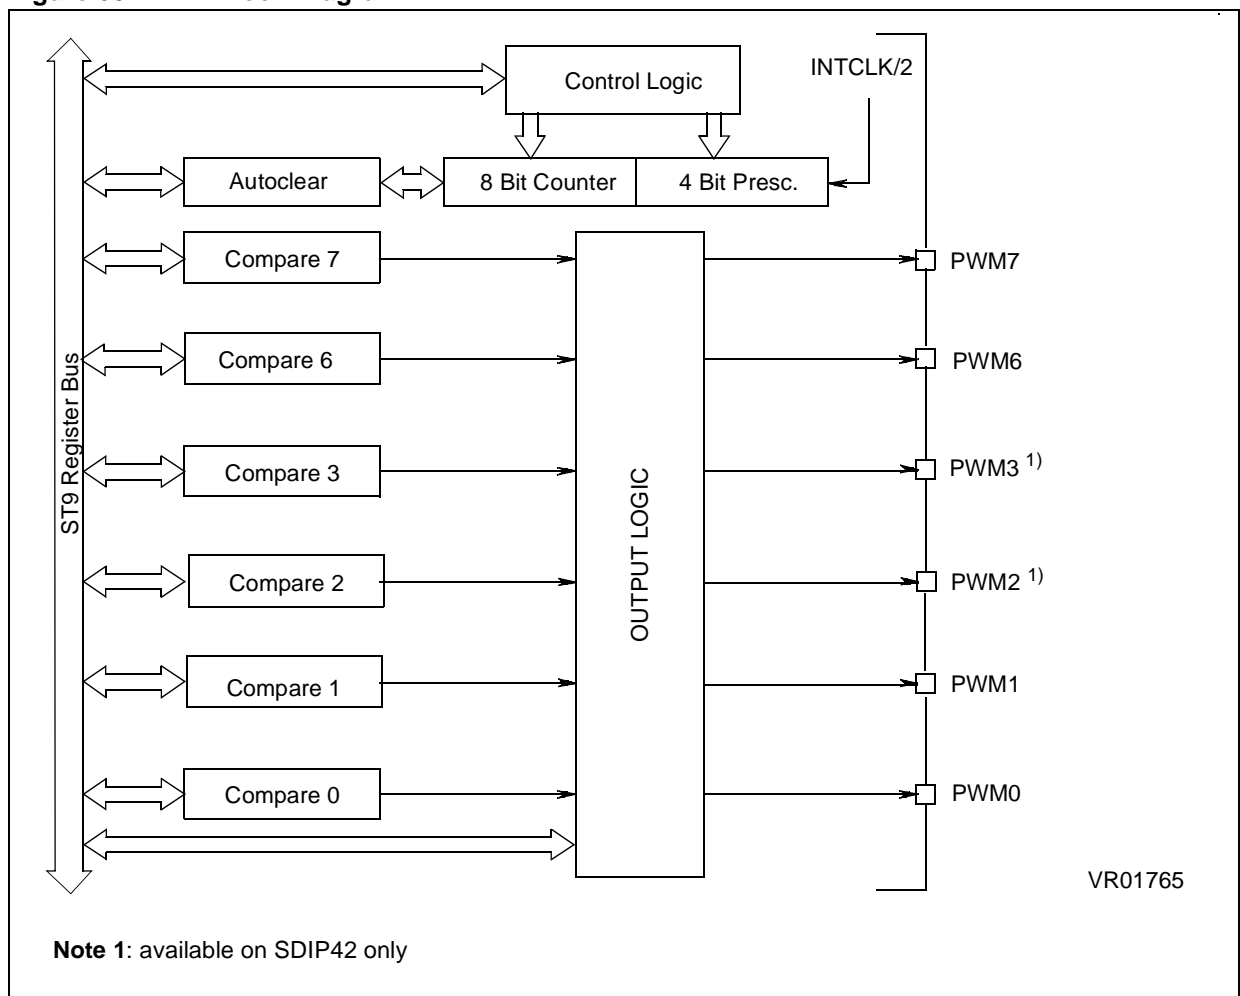 Control Logic
INTCLK/2
Autoclear
8 Bit Counter
4 Bit Presc.
Compare 7
PWM7
Compare 6
PWM6
ST9 Register Bus
Compare 3
PWM3 1)
OUTPUT LOGIC
Compare 2
PWM2 1)
Compare 1
PWM1
Compare 0
PWM0
VR01765
Note 1: available on SDIP42 only